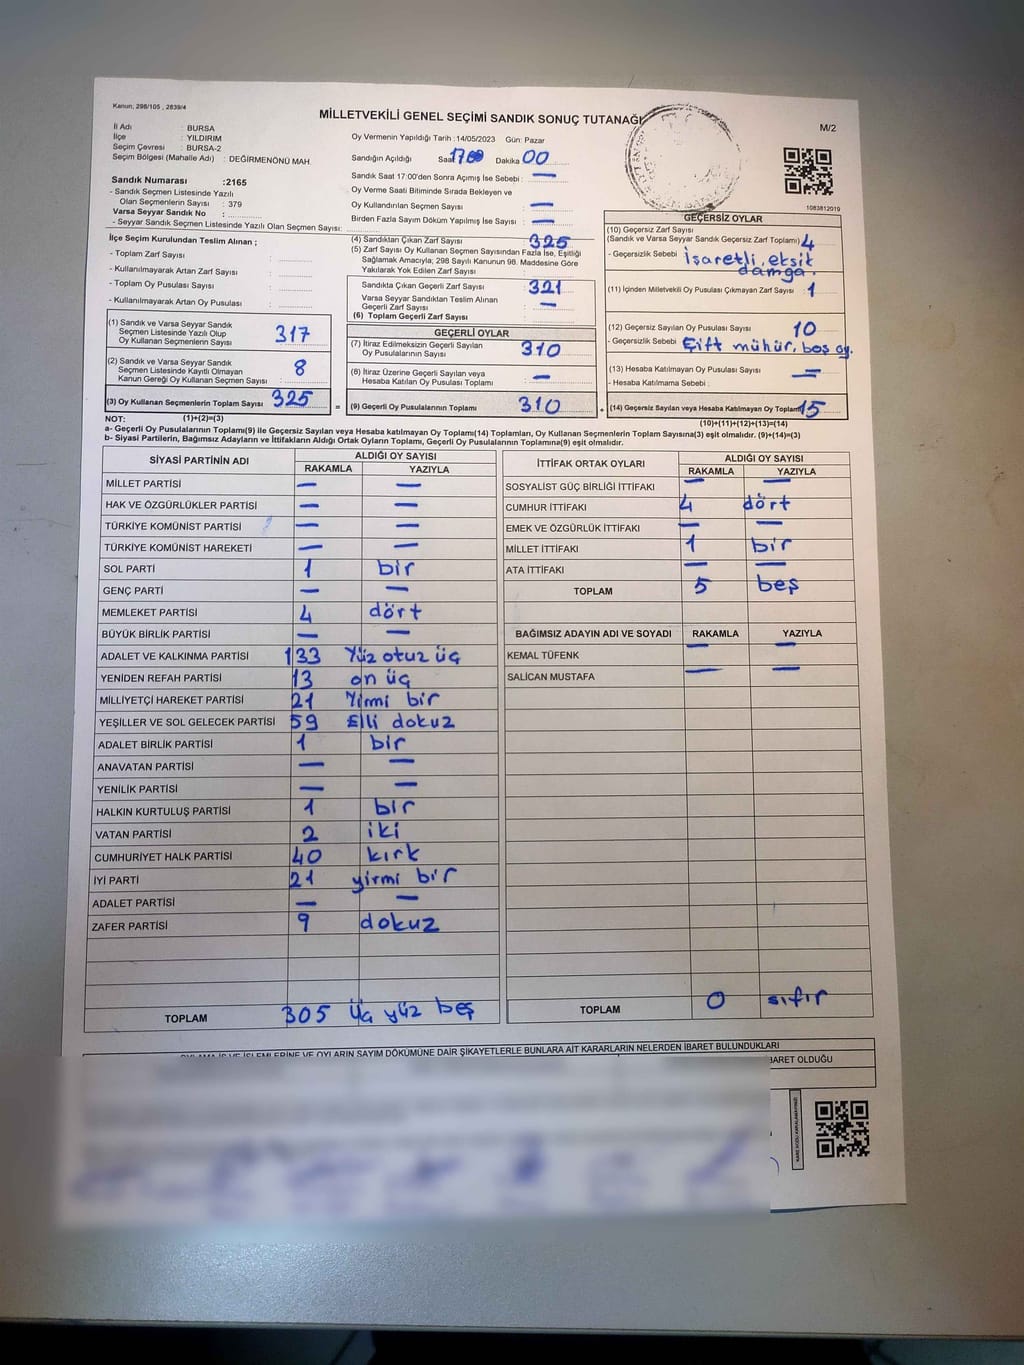 Kanun, 298/105 , 2839/4
MİLLETVEKİLİ GENEL SEÇİMİ SANDIK SONUÇ TUTANAĞI
M/2
İl Adı : BURSA
İlçe : YILDIRIM
Seçim Çevresi : BURSA-2
Seçim Bölgesi (Mahalle Adı) : DEĞİRMENÖNÜ MAH.
Sandık Numarası :2165
- Sandık Seçmen Listesinde Yazılı
Olan Seçmenlerin Sayısı : 379
Varsa Seyyar Sandık No :
- Seyyar Sandık Seçmen Listesinde Yazılı Olan Seçmen Sayısı:
Oy Vermenin Yapıldığı Tarih :14/05/2023 Gün: Pazar
Sandığın Açıldığı Saat 17 00 Dakika 00
Sandık Saat 17:00'den Sonra Açımış İse Sebebi : —
Oy Verme Saati Bitiminde Sırada Bekleyen ve
Oy Kullandırılan Seçmen Sayısı —
Birden Fazla Sayım Döküm Yapılmış İse Sayısı : —
1083812019
İlçe Seçim Kurulundan Teslim Alınan ;
- Toplam Zarf Sayısı :
- Kullanılmayarak Artan Zarf Sayısı :
- Toplam Oy Pusulası Sayısı :
- Kullanılmayarak Artan Oy Pusulası :
(1) Sandık ve Varsa Seyyar Sandık
Seçmen Listesinde Yazılı Olup
Oy Kullanan Seçmenlerin Sayısı 317
(2) Sandık ve Varsa Seyyar Sandık
Seçmen Listesinde Kayıtlı Olmayan
Kanun Gereği Oy Kullanan Seçmen Sayısı 8
(3) Oy Kullanan Seçmenlerin Toplam Sayısı 325
(4) Sandıktan Çıkan Zarf Sayısı 325
(5) Zarf Sayısı Oy Kullanan Seçmen Sayısından Fazla İse, Eşitliği
Sağlamak Amacıyla; 298 Sayılı Kanunun 98. Maddesine Göre
Yakılarak Yok Edilen Zarf Sayısı
Sandıkta Çıkan Geçerli Zarf Sayısı 321
Varsa Seyyar Sandıktan Teslim Alınan
Geçerli Zarf Sayısı —
(6) Toplam Geçerli Zarf Sayısı
GEÇERLİ OYLAR
(7) İtiraz Edilmeksizin Geçerli Sayılan
Oy Pusulalarının Sayısı 310
(8) İtiraz Üzerine Geçerli Sayılan veya
Hesaba Katılan Oy Pusulası Toplamı —
= (9) Geçerli Oy Pusulalarının Toplamı 310 +
GEÇERSİZ OYLAR
(10) Geçersiz Zarf Sayısı
(Sandık ve Varsa Seyyar Sandık Geçersiz Zarf Toplamı) 4
- Geçersizlik Sebebi İşaretli, eksik
damga.
(11) İçinden Milletvekili Oy Pusulası Çıkmayan Zarf Sayısı : 1
(12) Geçersiz Sayılan Oy Pusulası Sayısı 10
- Geçersizlik Sebebi Çift mühür, boş oy.
(13) Hesaba Katılmayan Oy Pusulası Sayısı —
- Hesaba Katılmama Sebebi :
(14) Geçersiz Sayılan veya Hesaba Katılmayan Oy Toplamı 15
NOT: (1)+(2)=(3)
(10)+(11)+(12)+(13)=(14)
a- Geçerli Oy Pusulalarının Toplamı(9) ile Geçersiz Sayılan veya Hesaba Katılmayan Oy Toplamı(14) Toplamları, Oy Kullanan Seçmenlerin Toplam Sayısına(3) eşit olmalıdır. (9)+(14)=(3)
b- Siyasi Partilerin, Bağımsız Adayların ve İttifakların Aldığı Ortak Oyların Toplamı, Geçerli Oy Pusulalarının Toplamına(9) eşit olmalıdır.
SİYASİ PARTİNİN ADI ALDIĞI OY SAYISI
RAKAMLA YAZIYLA
MİLLET PARTİSİ — —
HAK VE ÖZGÜRLÜKLER PARTİSİ — —
TÜRKİYE KOMÜNİST PARTİSİ — —
TÜRKİYE KOMÜNİST HAREKETİ — —
SOL PARTİ 1 bir
GENÇ PARTİ — —
MEMLEKET PARTİSİ 4 dört
BÜYÜK BİRLİK PARTİSİ — —
ADALET VE KALKINMA PARTİSİ 133 Yüz otuz üç
YENİDEN REFAH PARTİSİ 13 on üç
MİLLİYETÇİ HAREKET PARTİSİ 21 Yirmi bir
YEŞİLLER VE SOL GELECEK PARTİSİ 59 Elli dokuz
ADALET BİRLİK PARTİSİ 1 bir
ANAVATAN PARTİSİ — —
YENİLİK PARTİSİ — —
HALKIN KURTULUŞ PARTİSİ 1 bir
VATAN PARTİSİ 2 iki
CUMHURİYET HALK PARTİSİ 40 kırk
İYİ PARTİ 21 yirmi bir
ADALET PARTİSİ — —
ZAFER PARTİSİ 9 dokuz
TOPLAM 305 üç yüz beş
İTTİFAK ORTAK OYLARI ALDIĞI OY SAYISI
RAKAMLA YAZIYLA
SOSYALİST GÜÇ BİRLİĞİ İTTİFAKI — —
CUMHUR İTTİFAKI 4 dört
EMEK VE ÖZGÜRLÜK İTTİFAKI — —
MİLLET İTTİFAKI 1 bir
ATA İTTİFAKI — —
TOPLAM 5 beş
BAĞIMSIZ ADAYIN ADI VE SOYADI RAKAMLA YAZIYLA
KEMAL TÜFENK — —
SALİCAN MUSTAFA — —
TOPLAM 0 sıfır
OYLAMA İŞ VE İŞLEMLERİNE VE OYLARIN SAYIM DÖKÜMÜNE DAİR ŞİKAYETLERLE BUNLARA AİT KARARLARIN NELERDEN İBARET BULUNDUKLARI
BARET OLDUĞU